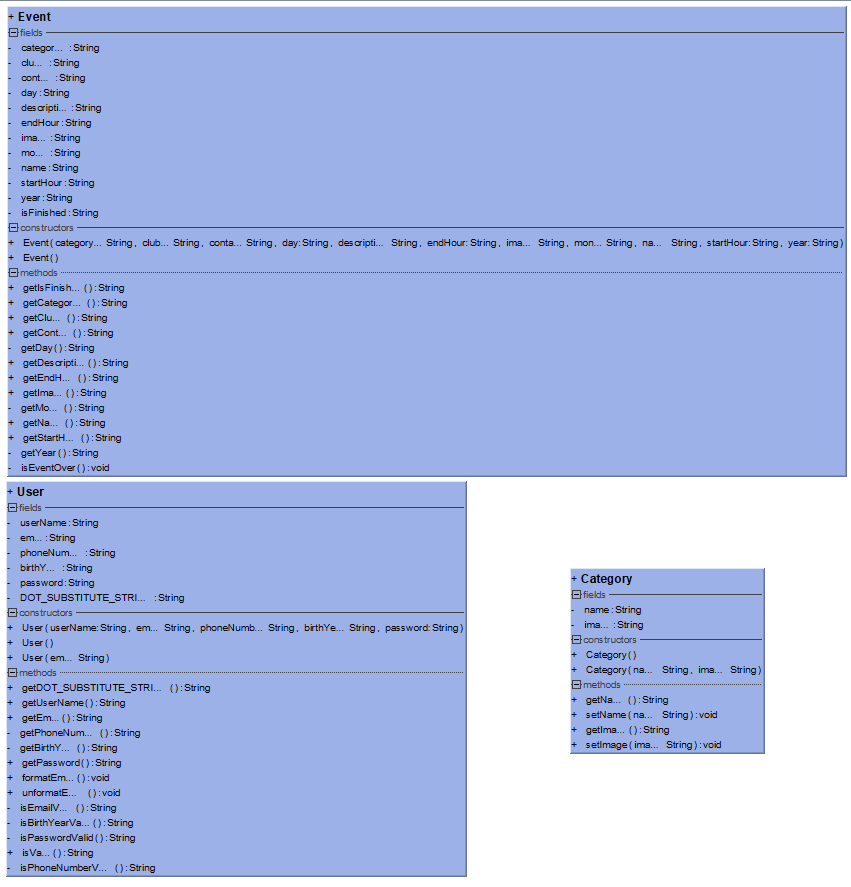 + Event
fields
- categor... : String
- clu... : String
- cont... : String
- day : String
- descripti... : String
- endHour : String
- ima... : String
- mo... : String
- name : String
- startHour : String
- year : String
- isFinished : String
constructors
+ Event ( category... String , club... String , conta... String , day: String , descripti... String , endHour: String , ima... String , mon... String , na... String , startHour: String , year: String )
+ Event ( )
methods
+ getIsFinish... ( ) : String
+ getCategor... ( ) : String
+ getClu... ( ) : String
+ getCont... ( ) : String
- getDay ( ) : String
+ getDescripti... ( ) : String
+ getEndH... ( ) : String
+ getIma... ( ) : String
- getMo... ( ) : String
+ getNa... ( ) : String
+ getStartH... ( ) : String
- getYear ( ) : String
- isEventOver ( ) : void
+ User
fields
- userName : String
- em... : String
- phoneNum... : String
- birthY... : String
- password : String
- DOT_SUBSTITUTE_STRI... : String
constructors
+ User ( userName: String , em... String , phoneNumb... String , birthYe... String , password: String )
+ User ( )
+ User ( em... String )
methods
+ getDOT_SUBSTITUTE_STRI... ( ) : String
+ getUserName ( ) : String
+ getEm... ( ) : String
- getPhoneNum... ( ) : String
- getBirthY... ( ) : String
+ getPassword ( ) : String
+ formatEm... ( ) : void
+ unformatE... ( ) : void
- isEmailV... ( ) : String
- isBirthYearVa... ( ) : String
- isPasswordValid ( ) : String
+ isVa... ( ) : String
- isPhoneNumberV... ( ) : String
+ Category
fields
- name : String
- ima... : String
constructors
+ Category ( )
+ Category ( na... String , ima... String )
methods
+ getNa... ( ) : String
+ setName ( na... String ) : void
+ getIma... ( ) : String
+ setImage ( ima... String ) : void